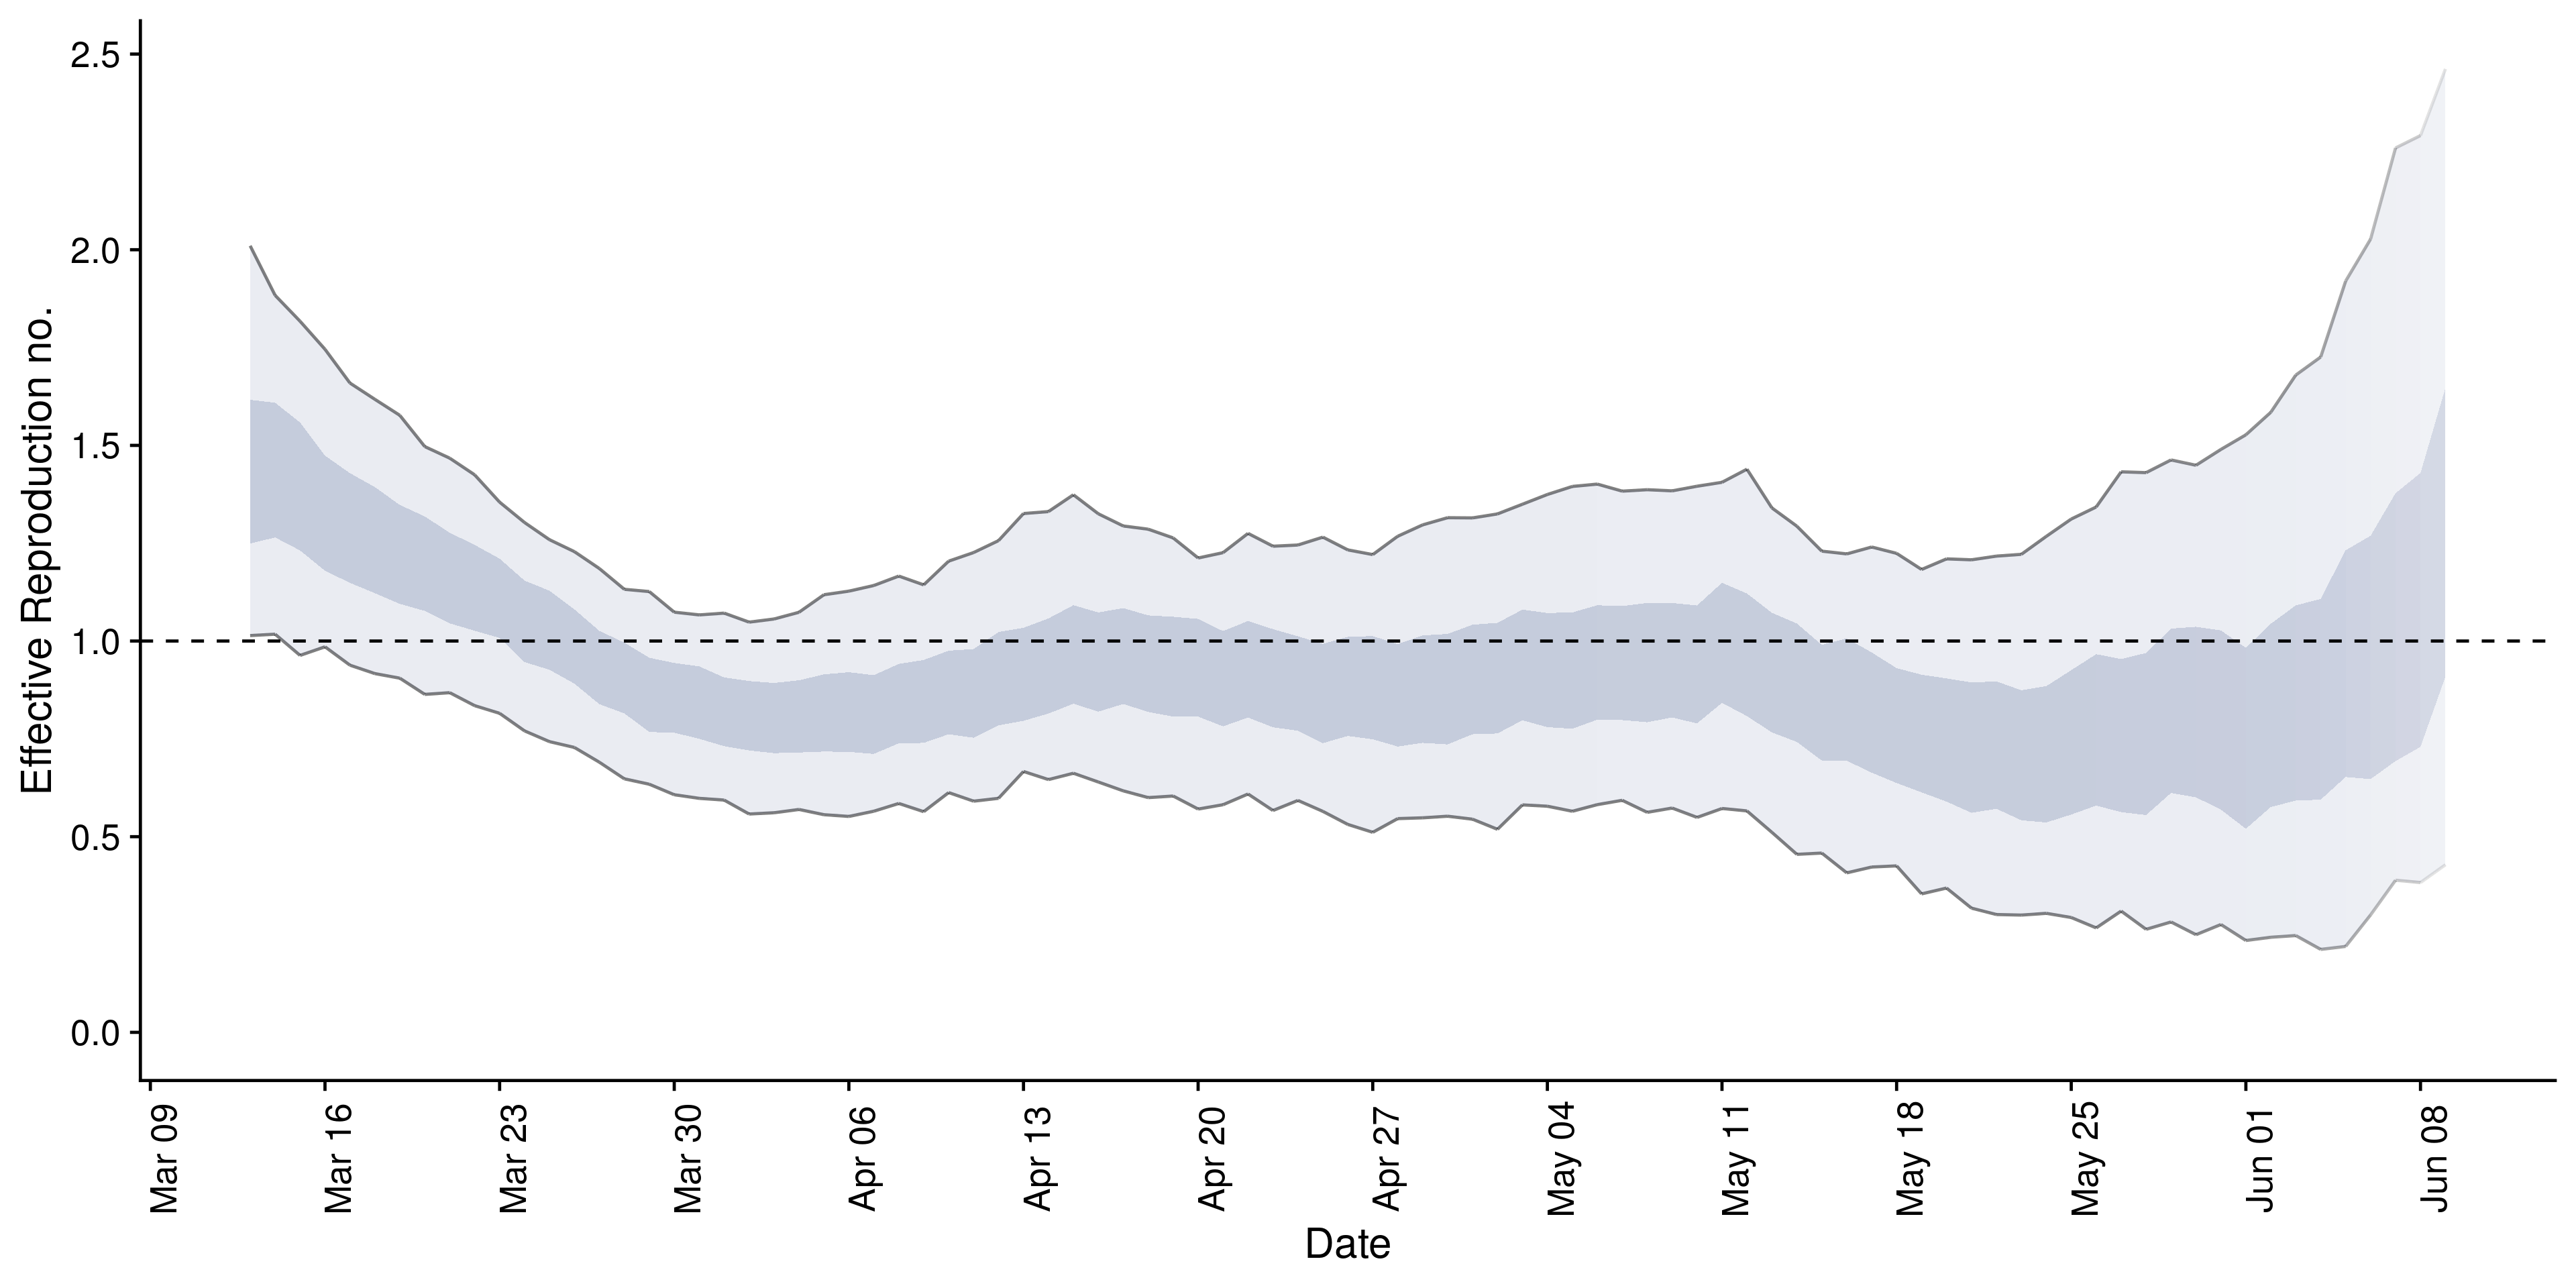 Effective Reproduction no.
2.5
2.0
1.5
1.0
0.5
0.0
Mar 09
Mar 16
Mar 23
Mar 30
Apr 06
Apr 13
Apr 20
Apr 27
May 04
May 11
May 18
May 25
Jun 01
Jun 08
Date